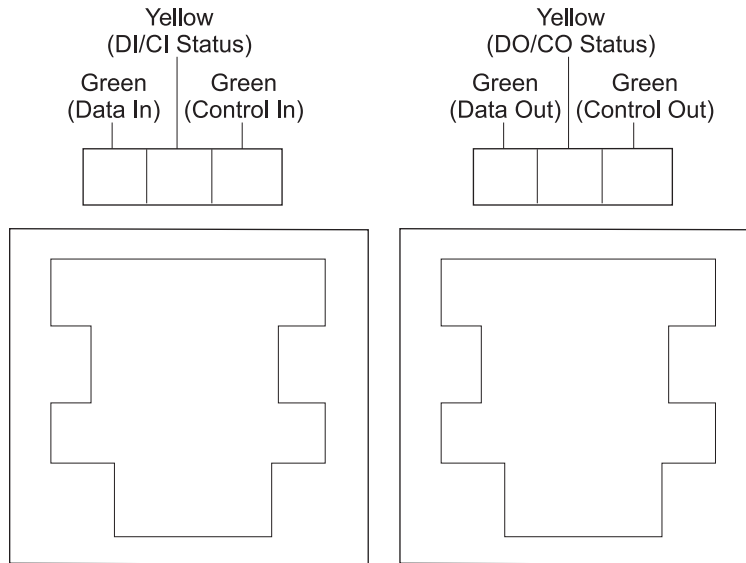 Yellow
(DI/CI Status)
Green
(Data In)
Green
(Control In)
Yellow
(DO/CO Status)
Green
(Data Out)
Green
(Control Out)